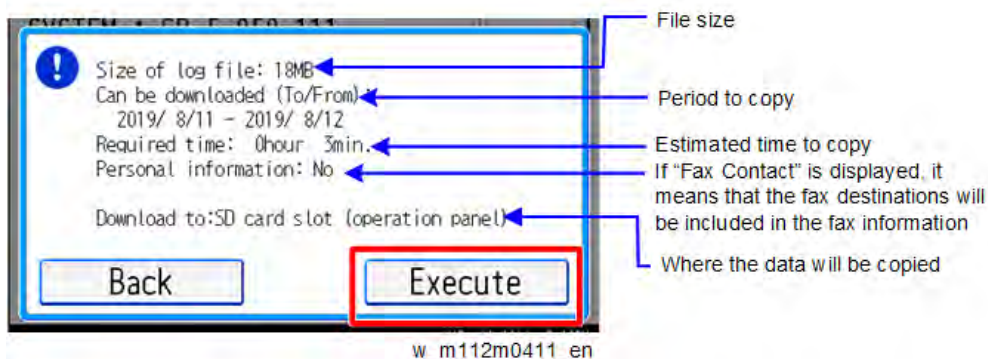 Size of log file: 18MB
Can be downloaded (To/From)
2019/ 8/11 - 2019/ 8/12
Required time: 0hour 3min.
Personal information: No
Download to:SD card slot (operation panel)
Back
Execute
File size
Period to copy
Estimated time to copy
If "Fax Contact" is displayed, it
means that the fax destinations will
be included in the fax information
Where the data will be copied
w_m112m0411_en